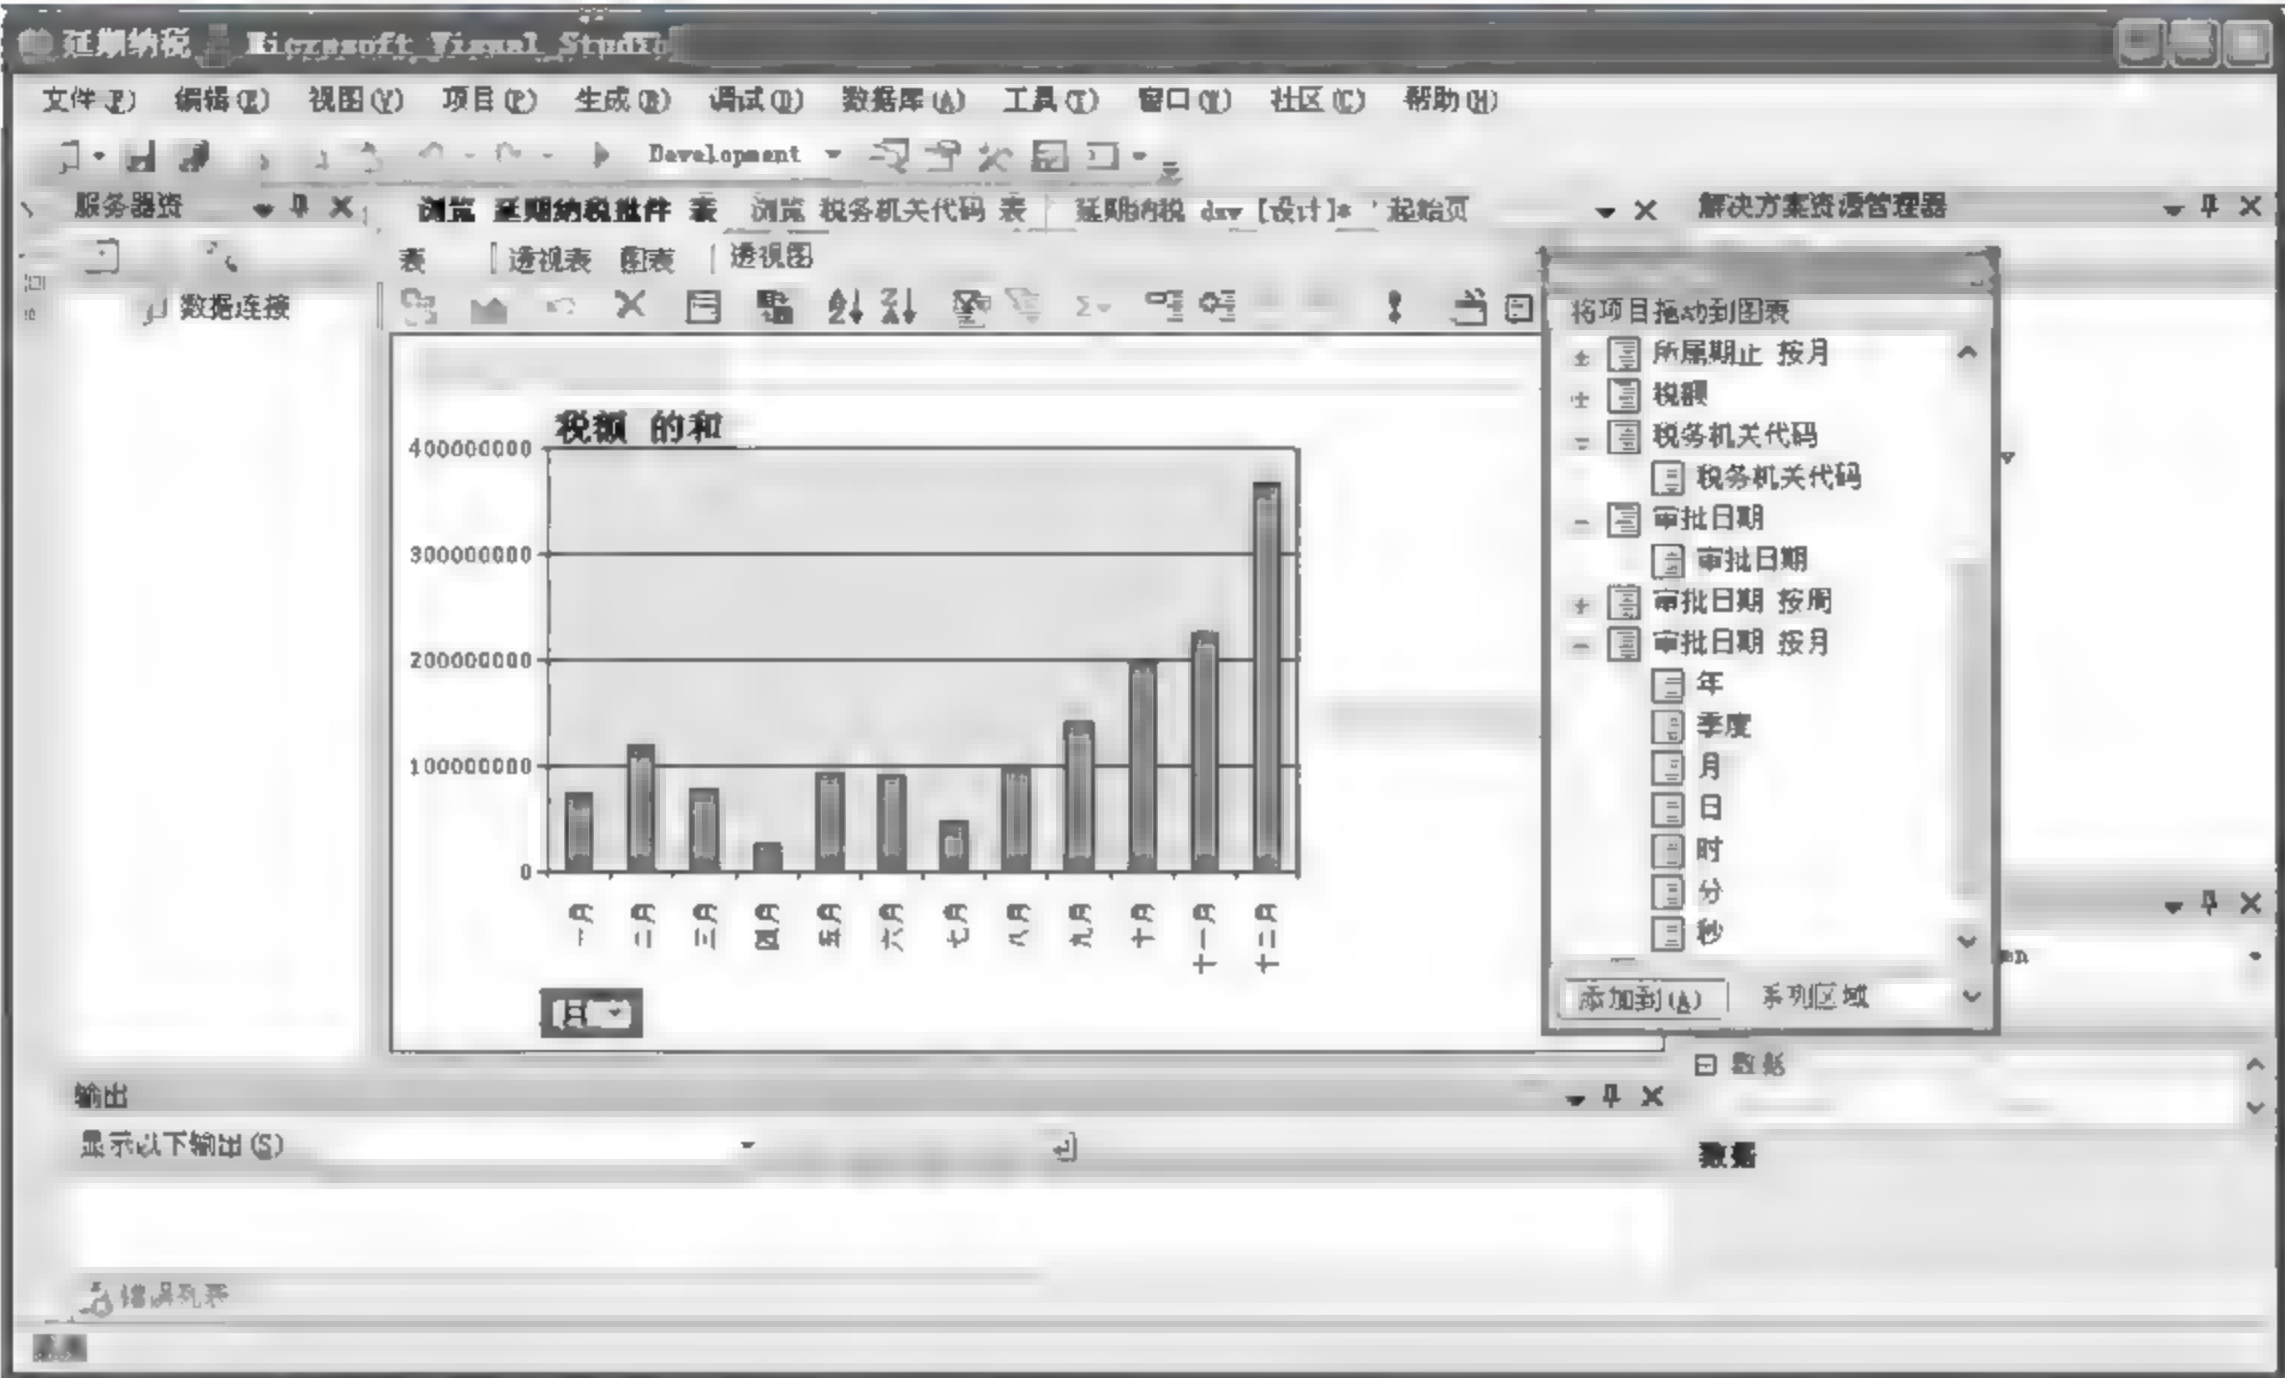 延期纳税 Microsoft Visual Studio
文件(F) 编辑(E) 视图(V) 项目(P) 生成(B) 调试(D) 数据库(A) 工具(T) 窗口(W) 社区(C) 帮助(H)
Development
服务器资
浏览 延期纳税批件 表 浏览 税务机关代码 表 延期纳税 dsv [设计]* 起始页
解决方案资源管理器
表 透视表 图表 透视图
数据连接
将项目拖动到图表
所属期止 按月
税额
税务机关代码
税务机关代码
审批日期
审批日期
审批日期 按周
审批日期 按月
年
季度
月
日
时
分
秒
添加到(A) 系列区域
税额 的和
400000000
300000000
200000000
100000000
0
一月 二月 三月 四月 五月 六月 七月 八月 九月 十月 十一月 十二月
月
数据
数据
输出
显示以下输出(S)
错误列表